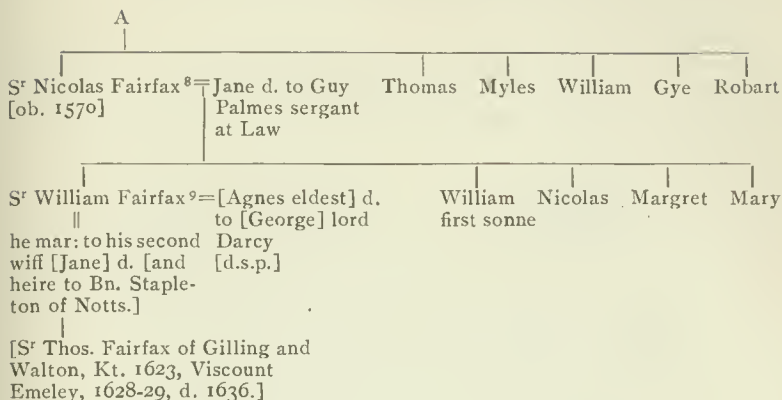 A
Sʳ Nicolas Fairfax ⁸ = Jane d. to Guy Thomas Myles William Gye Robart
[ob. 1570] Palmes sergant
at Law
Sʳ William Fairfax ⁹ = [Agnes eldest] d. William Nicolas Margret Mary
|| to [George] lord first sonne
he mar: to his second Darcy
wiff [Jane] d. [and [d.s.p.]
heire to Bn. Staple-
ton of Notts.]
[Sʳ Thos. Fairfax of Gilling and
Walton, Kt. 1623, Viscount
Emeley, 1628-29, d. 1636.]